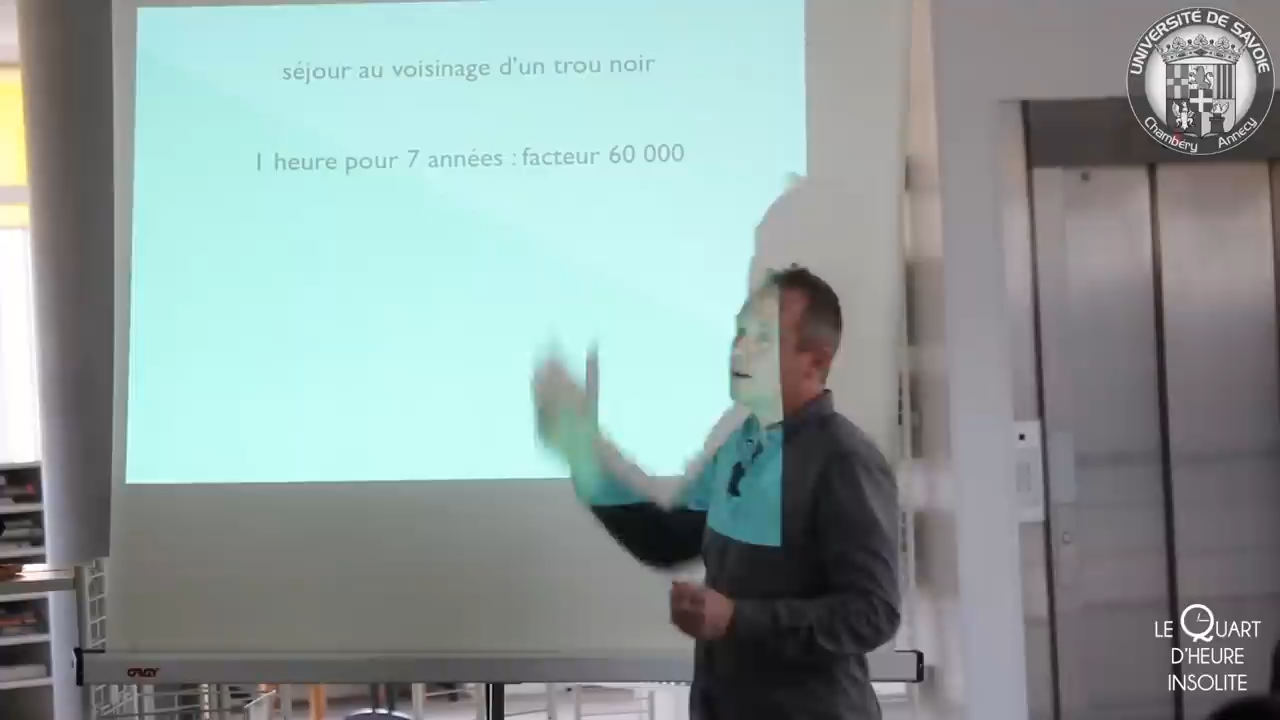 séjour au voisinage d'un trou noir
1 heure pour 7 années : facteur 60 000
UNIVERSITÉ DE SAVOIE
Chambéry Annecy
LE QUART
D'HEURE
INSOLITE